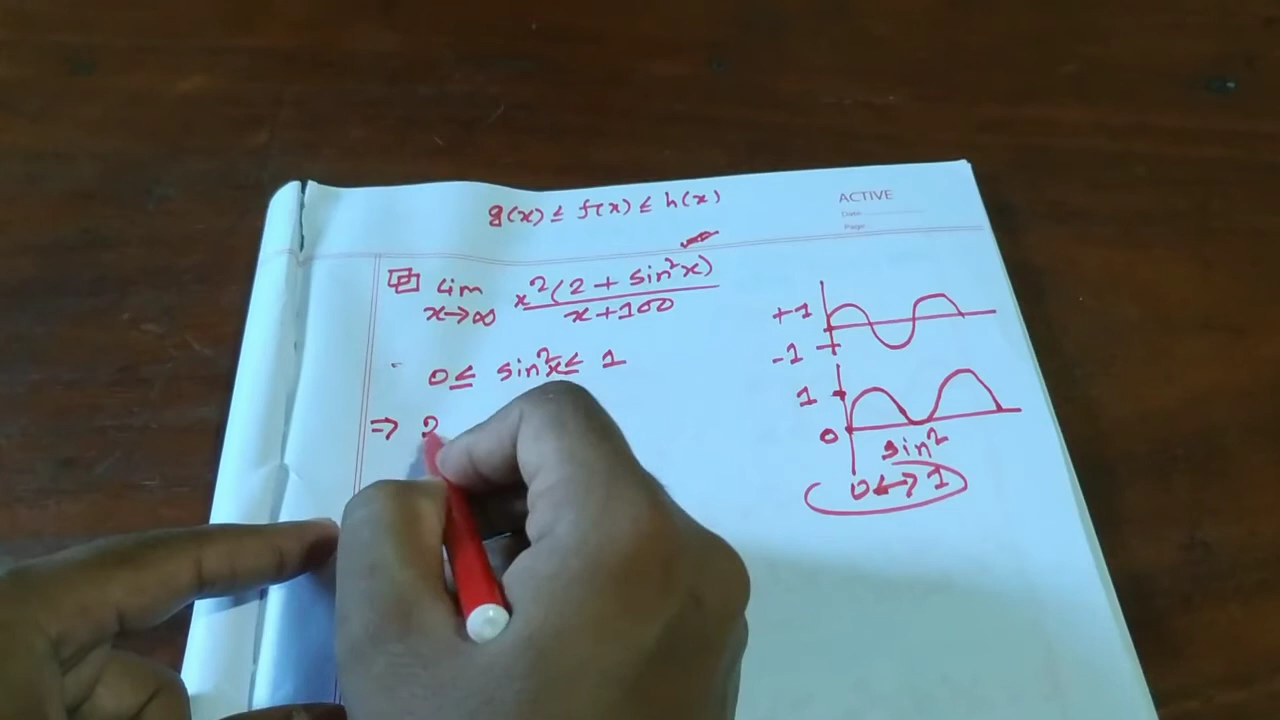 g(x) ≤ f(x) ≤ h(x)
ACTIVE
Date
Page
lim x→∞ x²(2 + sin²x) / x+100
0 ≤ sin²x ≤ 1
⇒ 2
+1
-1
1
0
sin²
0 ↔ 1